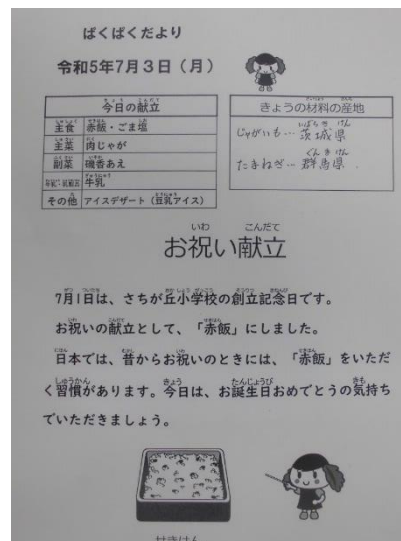 ぱくぱくだより
令和5年7月3日(月)
今日の献立
主食 赤飯・ごま塩
主菜 肉じゃが
副菜 磯香あえ
牛乳・乳製品 牛乳
その他 アイスデザート(豆乳アイス)
きょうの材料の産地
じゃがいも…茨城県
たまねぎ…群馬県
お祝い献立
7月1日は、さちが丘小学校の創立記念日です。
お祝いの献立として、「赤飯」にしました。
日本では、昔からお祝いのときには、「赤飯」をいただ
く習慣があります。今日は、お誕生日おめでとうの気持ち
でいただきましょう。